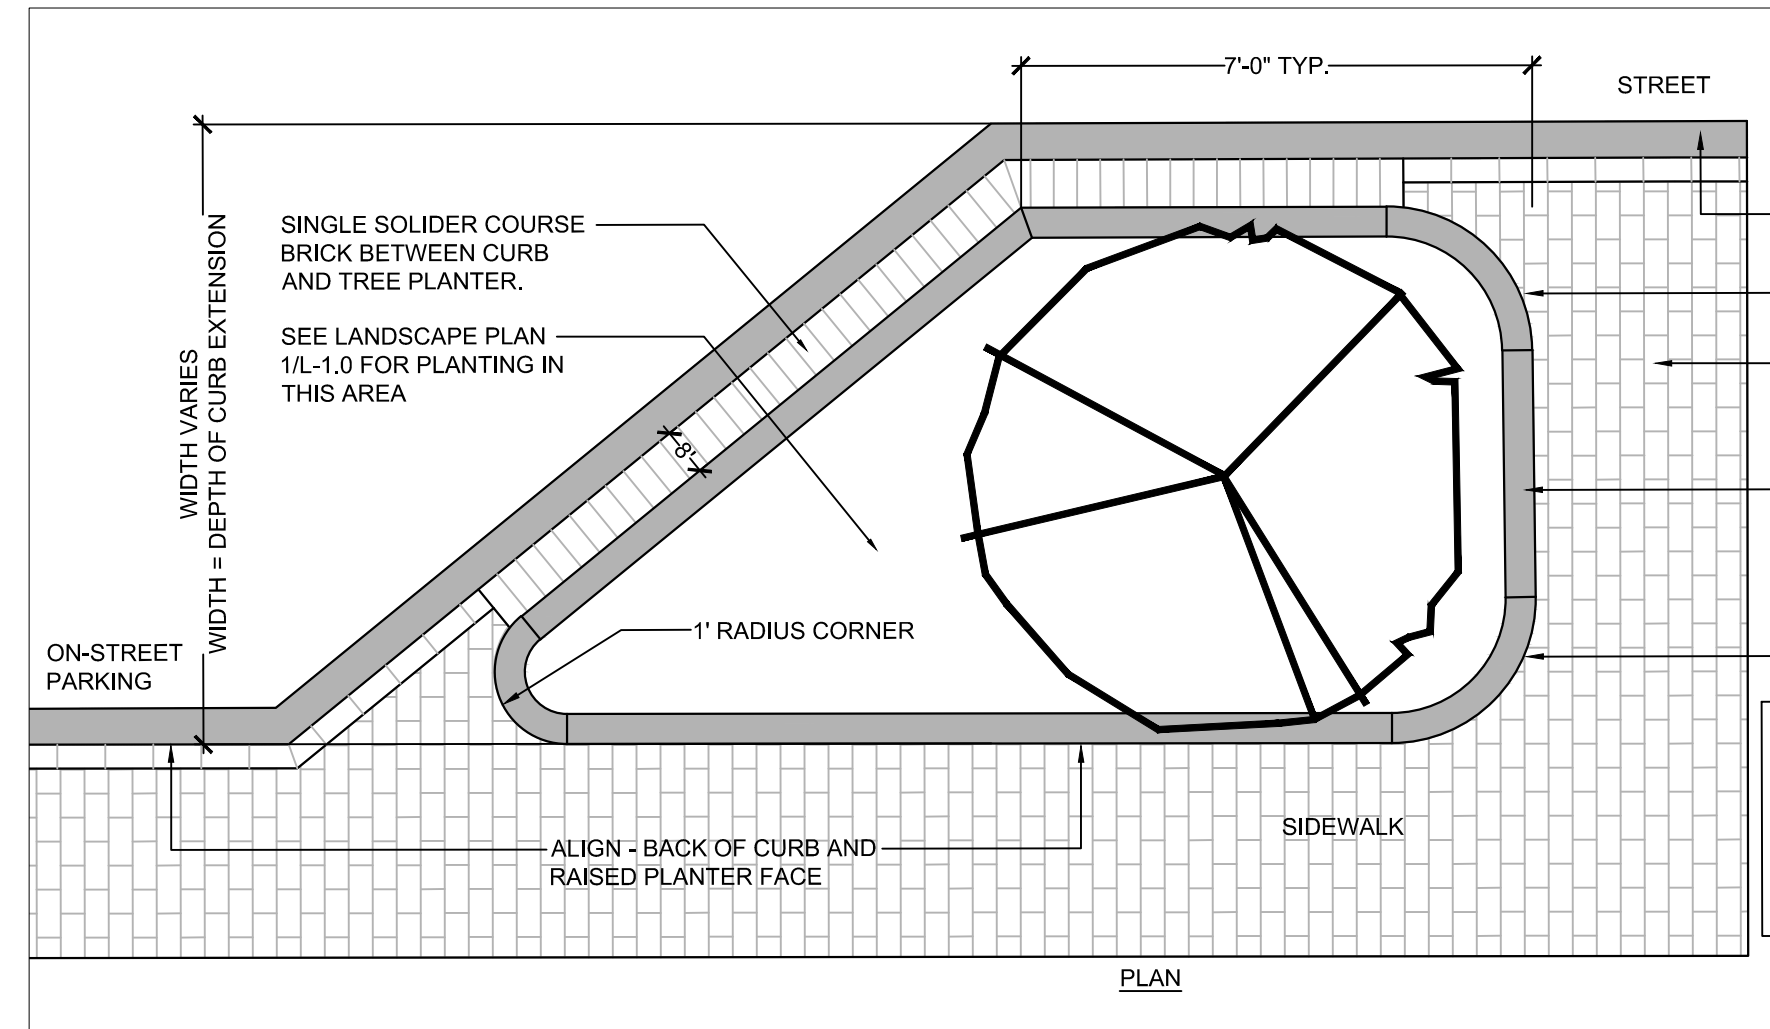 7'-0" TYP.
STREET
SINGLE SOLIDER COURSE
BRICK BETWEEN CURB
AND TREE PLANTER.
SEE LANDSCAPE PLAN
1/L-1.0 FOR PLANTING IN
THIS AREA
WIDTH VARIES
WIDTH = DEPTH OF CURB EXTENSION
8'
1' RADIUS CORNER
ON-STREET
PARKING
SIDEWALK
ALIGN - BACK OF CURB AND
RAISED PLANTER FACE
PLAN